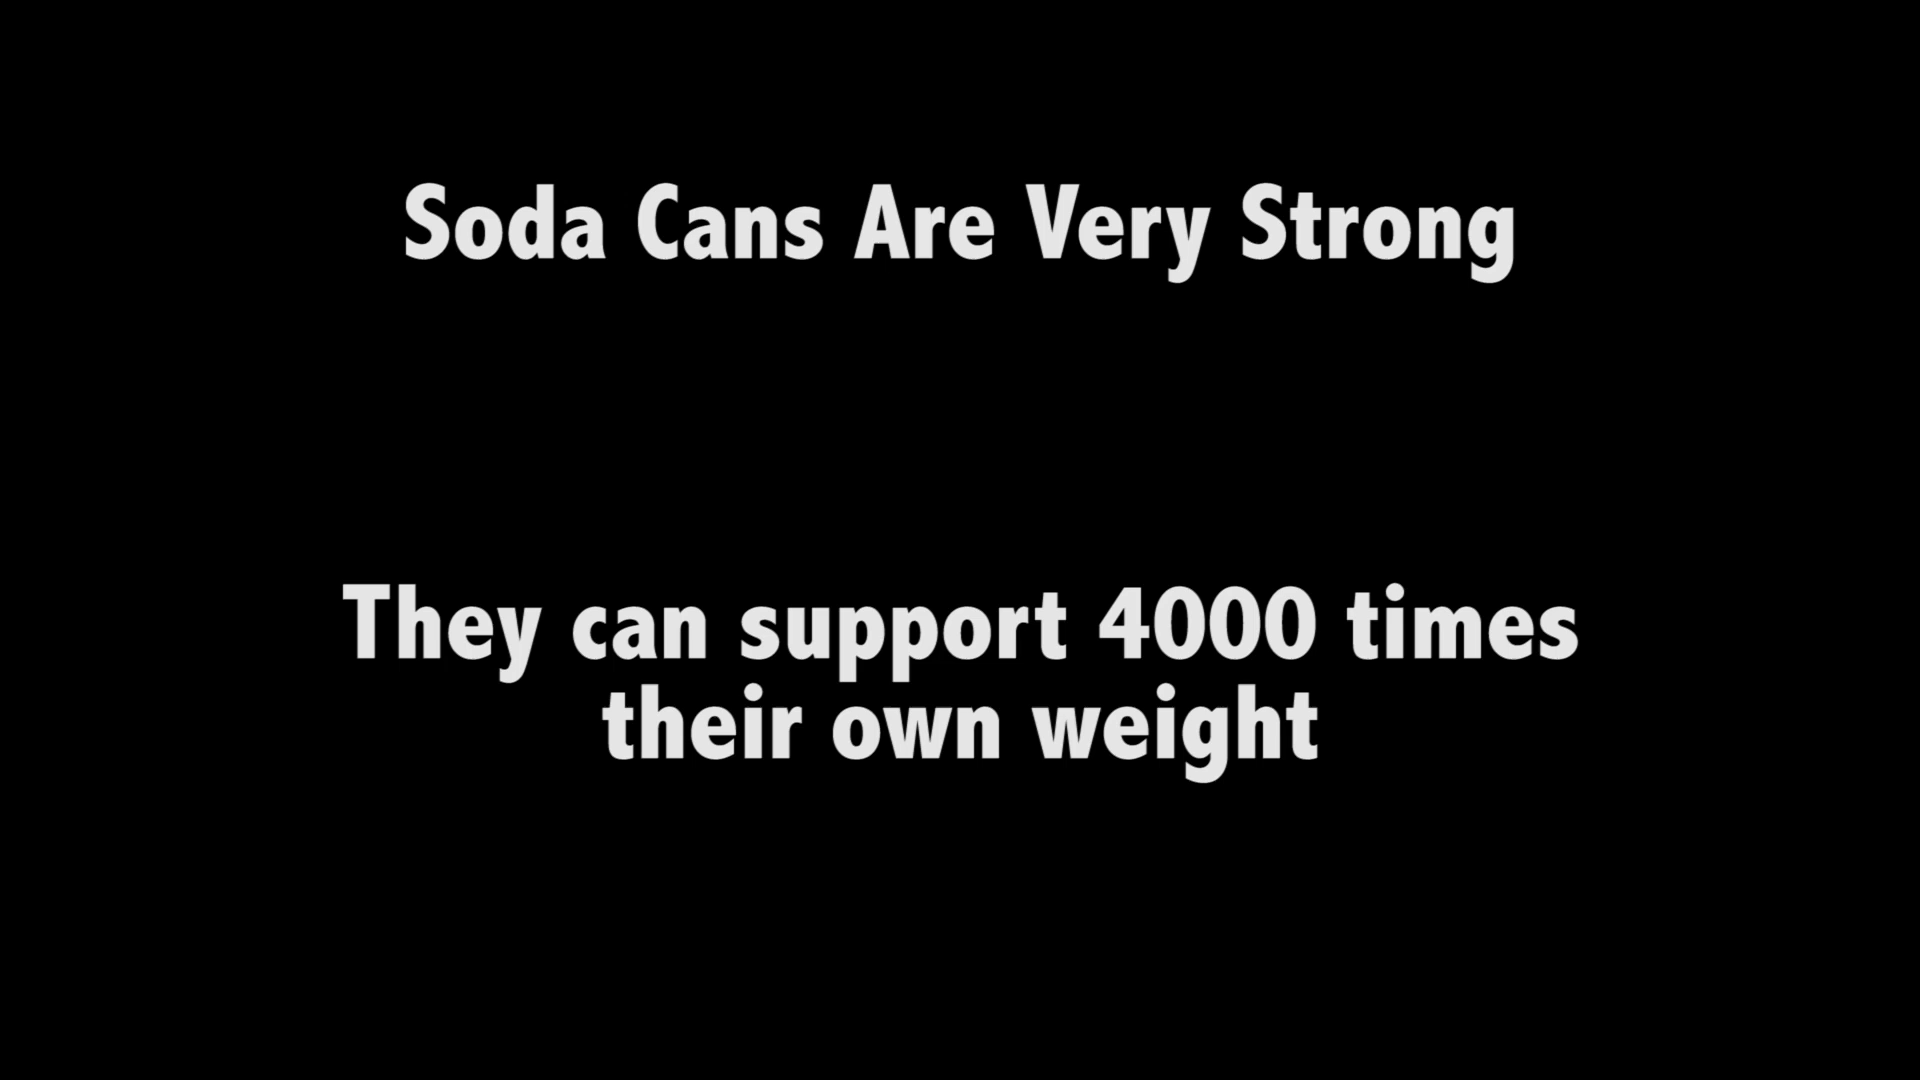 Soda Cans Are Very Strong
They can support 4000 times
their own weight